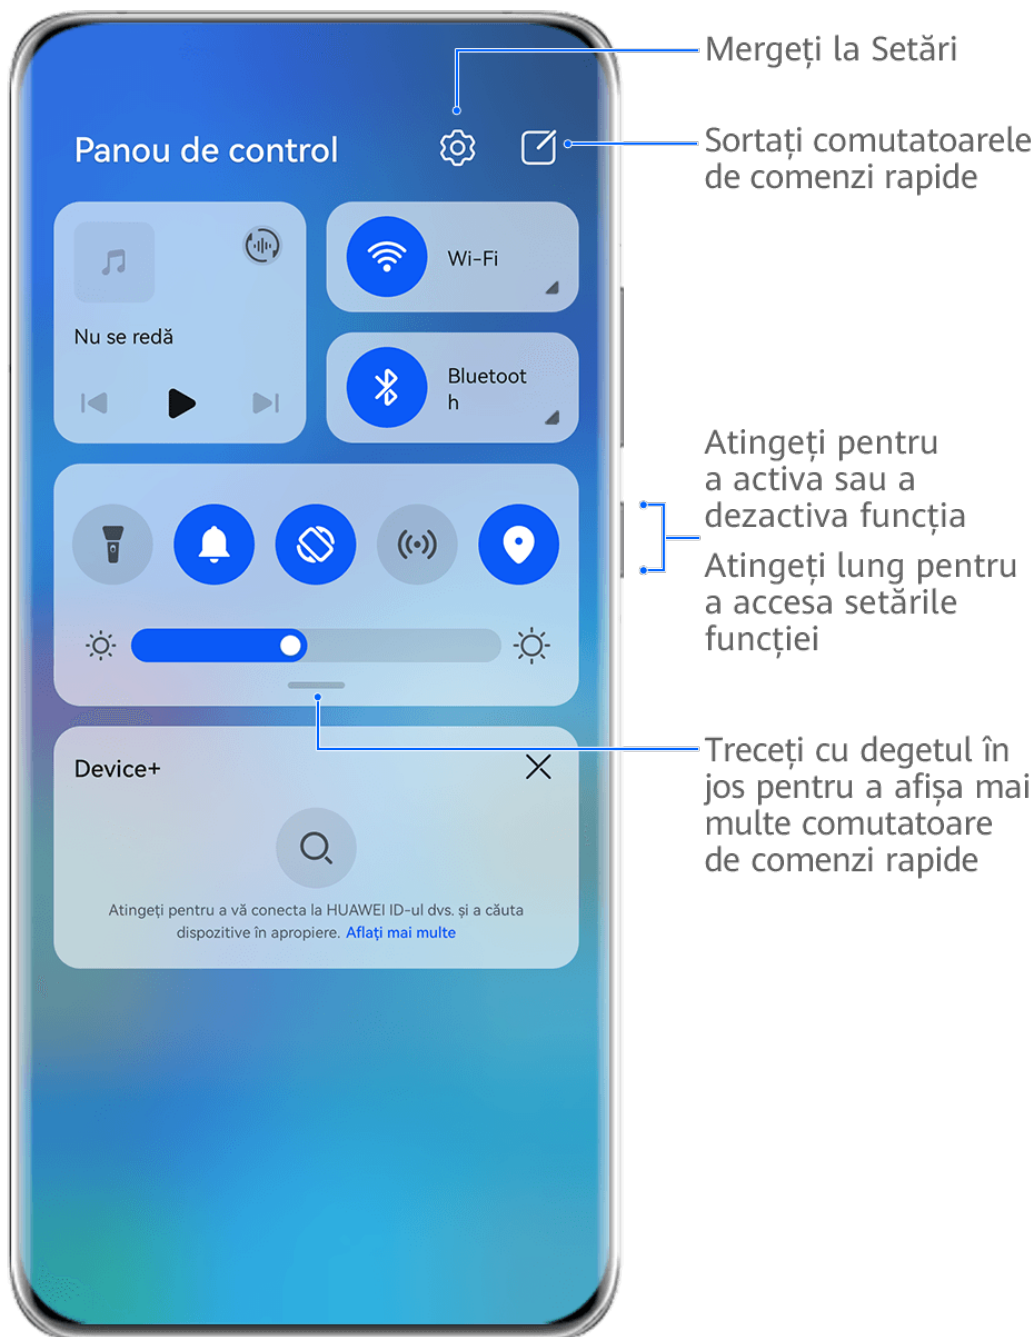 Mergeți la Setări
Sortați comutatoarele
de comenzi rapide
Panou de control
Wi-Fi
Nu se redă
Bluetoot
h
Atingeți pentru
a activa sau a
dezactiva funcția
Atingeți lung pentru
a accesa setările
funcției
Treceți cu degetul în
jos pentru a afișa mai
multe comutatoare
de comenzi rapide
Device+
Atingeți pentru a vă conecta la HUAWEI ID-ul dvs. și a căuta
dispozitive în apropiere. Aflați mai multe